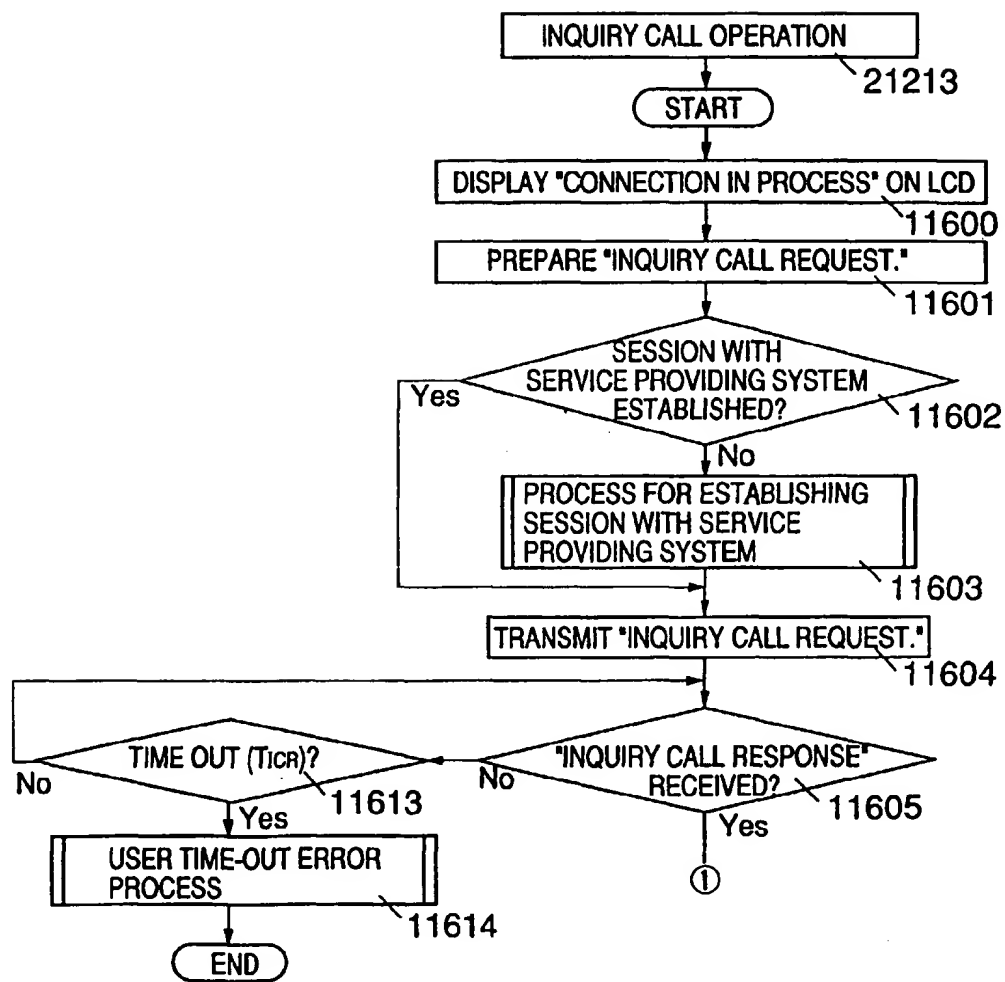 INQUIRY CALL OPERATION
21213
START
DISPLAY "CONNECTION IN PROCESS" ON LCD
11600
PREPARE "INQUIRY CALL REQUEST."
11601
SESSION WITH
SERVICE PROVIDING SYSTEM
ESTABLISHED?
11602
Yes
No
PROCESS FOR ESTABLISHING
SESSION WITH SERVICE
PROVIDING SYSTEM
11603
TRANSMIT "INQUIRY CALL REQUEST."
11604
"INQUIRY CALL RESPONSE"
RECEIVED?
11605
No
Yes
①
TIME OUT (TICR)?
11613
No
Yes
USER TIME-OUT ERROR
PROCESS
11614
END